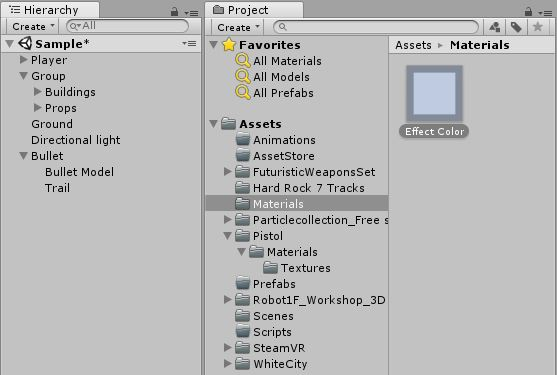 Hierarchy
Create All
Sample*
Player
Group
Buildings
Props
Ground
Directional light
Bullet
Bullet Model
Trail
Project
Create
Favorites
All Materials
All Models
All Prefabs
Assets
Animations
AssetStore
FuturisticWeaponsSet
Hard Rock 7 Tracks
Materials
Particlecollection_Free s
Pistol
Materials
Textures
Prefabs
Robot1F_Workshop_3D
Scenes
Scripts
SteamVR
WhiteCity
Assets Materials
Effect Color